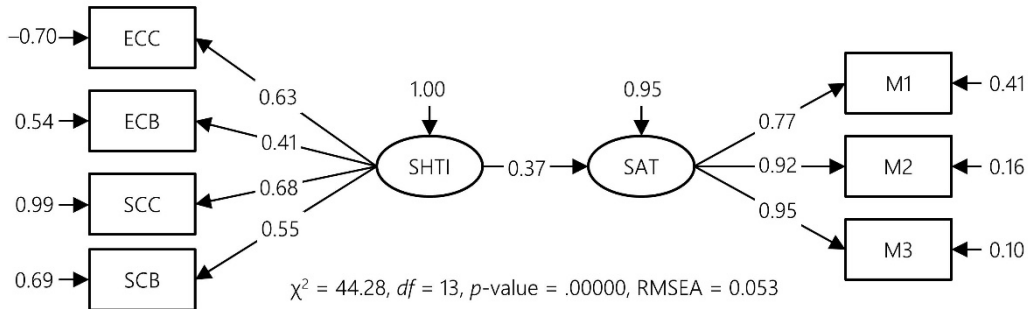 −0.70 ECC
0.54 ECB
0.99 SCC
0.69 SCB
0.63
0.41
0.68
0.55
1.00
SHTI
0.37
0.95
SAT
0.77
0.92
0.95
M1 0.41
M2 0.16
M3 0.10
χ² = 44.28, df = 13, p-value = .00000, RMSEA = 0.053